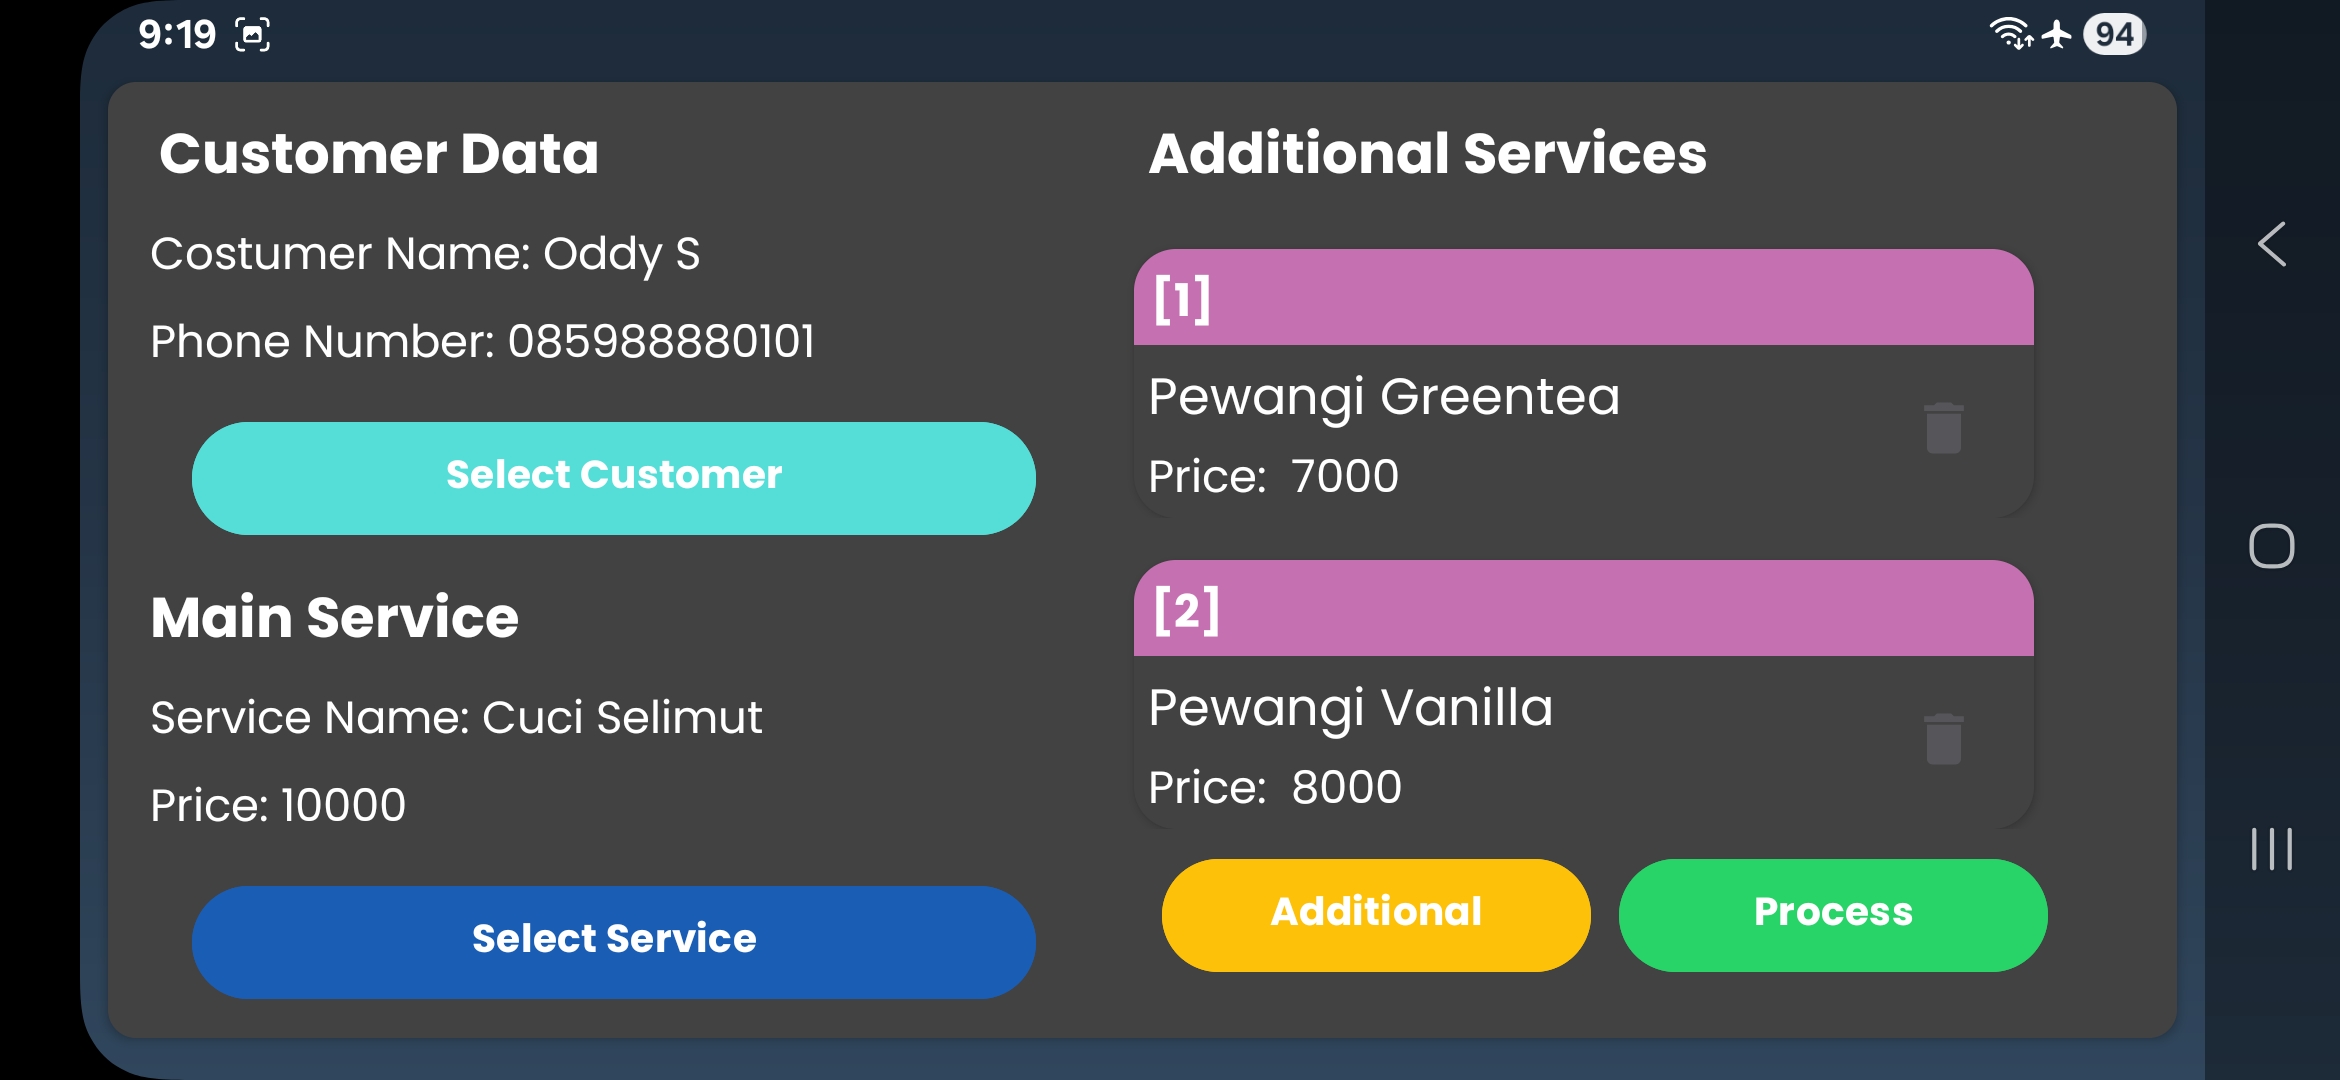 9:19
94
Customer Data
Costumer Name: Oddy S
Phone Number: 085988880101
Select Customer
Main Service
Service Name: Cuci Selimut
Price: 10000
Select Service
Additional Services
[1]
Pewangi Greentea
Price: 7000
[2]
Pewangi Vanilla
Price: 8000
Additional
Process